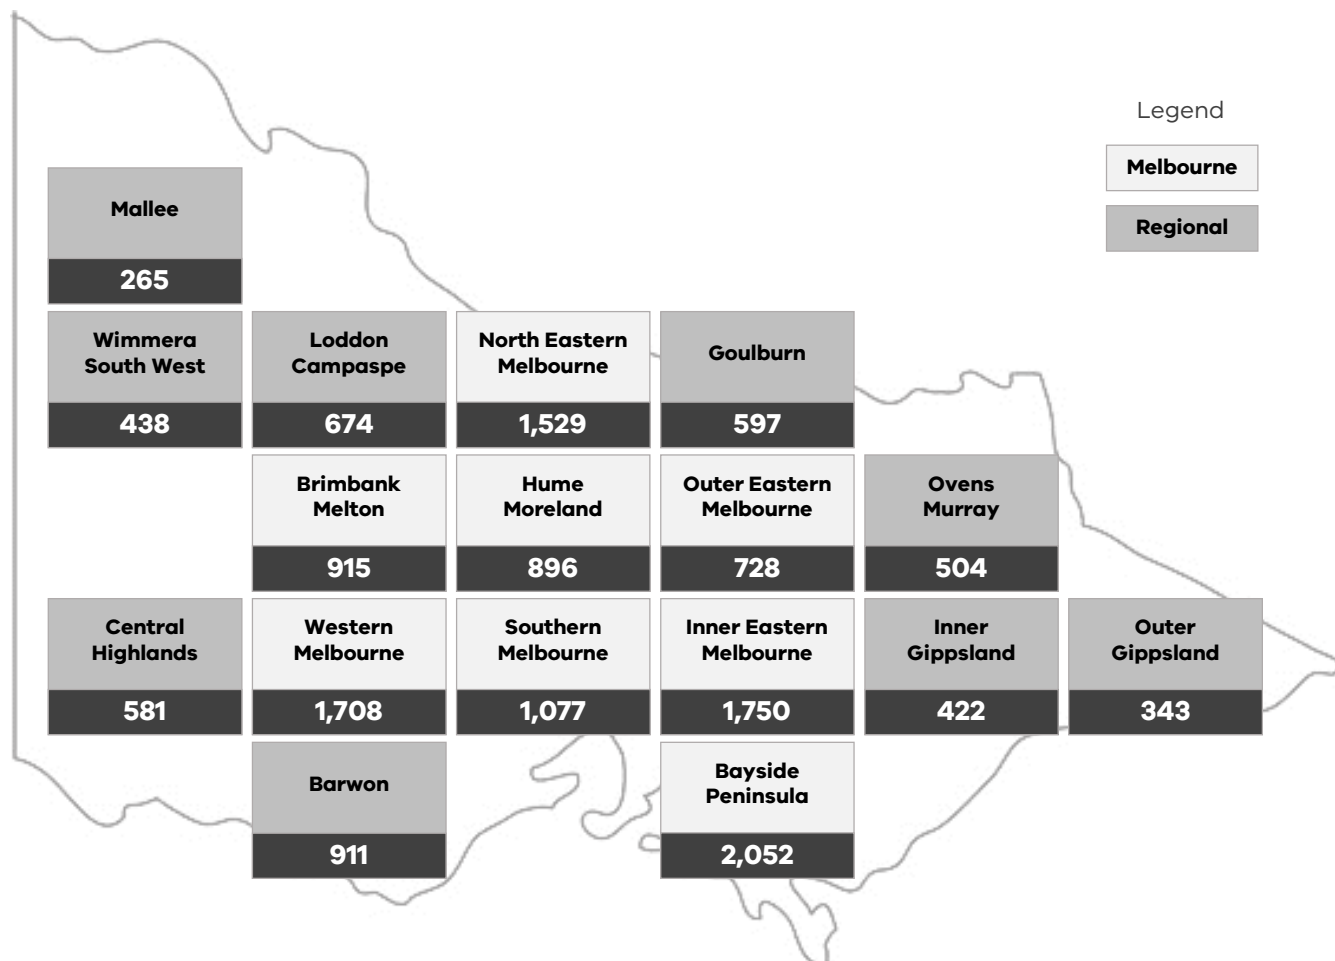 Legend
Melbourne
Regional
Mallee
265
Wimmera
South West
438
Loddon
Campaspe
674
North Eastern
Melbourne
1,529
Goulburn
597
Brimbank
Melton
915
Hume
Moreland
896
Outer Eastern
Melbourne
728
Ovens
Murray
504
Central
Highlands
581
Western
Melbourne
1,708
Southern
Melbourne
1,077
Inner Eastern
Melbourne
1,750
Inner
Gippsland
422
Outer
Gippsland
343
Barwon
911
Bayside
Peninsula
2,052